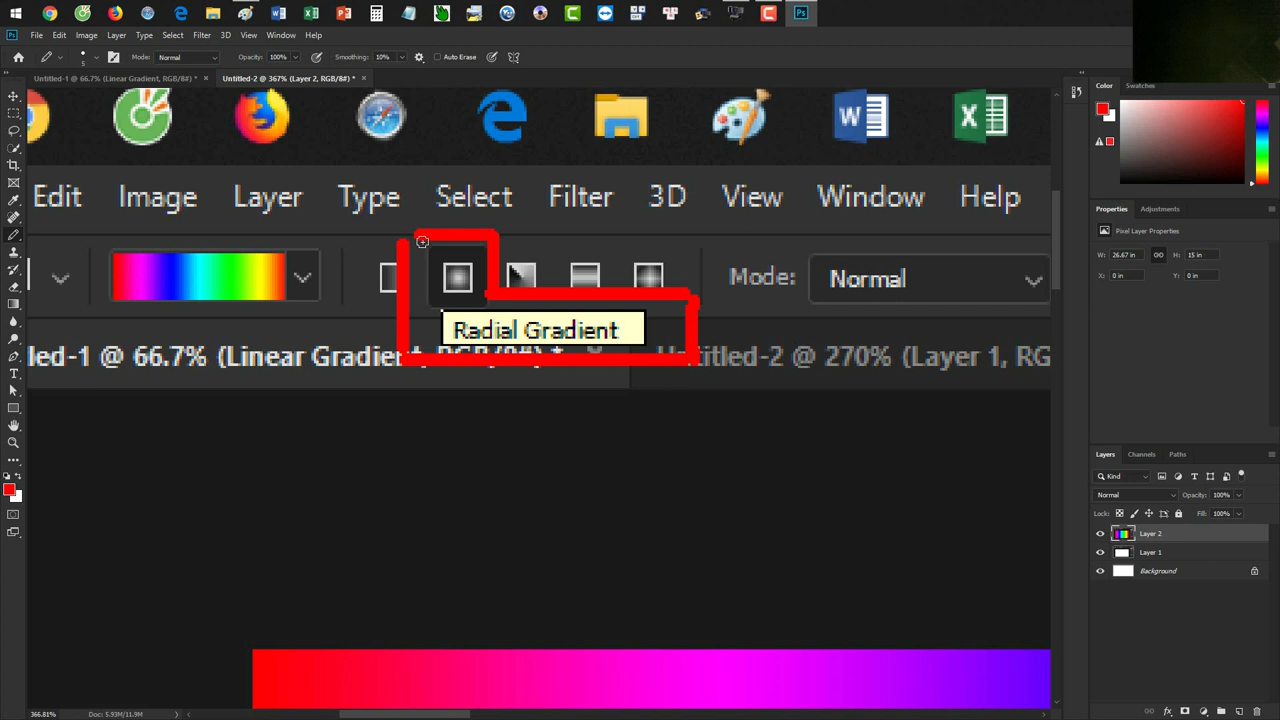 File Edit Image Layer Type Select Filter 3D View Window Help
Mode: Normal Opacity: 100% Smoothing: 10% Auto Erase
Untitled-1 @ 66.7% (Linear Gradient, RGB/8#) * × Untitled-2 @ 367% (Layer 2, RGB/8#) * ×
Edit Image Layer Type Select Filter 3D View Window Help
Mode: Normal
Radial Gradient
led-1 @ 66.7% (Linear Gradient, RGB/8#) * Untitled-2 @ 270% (Layer 1, RG
Color Swatches
Properties Adjustments
Pixel Layer Properties
W: 26.67 in H: 15 in
X: 0 in Y: 0 in
Layers Channels Paths
Kind
Normal Opacity: 100%
Lock: Fill: 100%
Layer 2
Layer 1
Background
366.81% Doc: 5.93M/11.9M